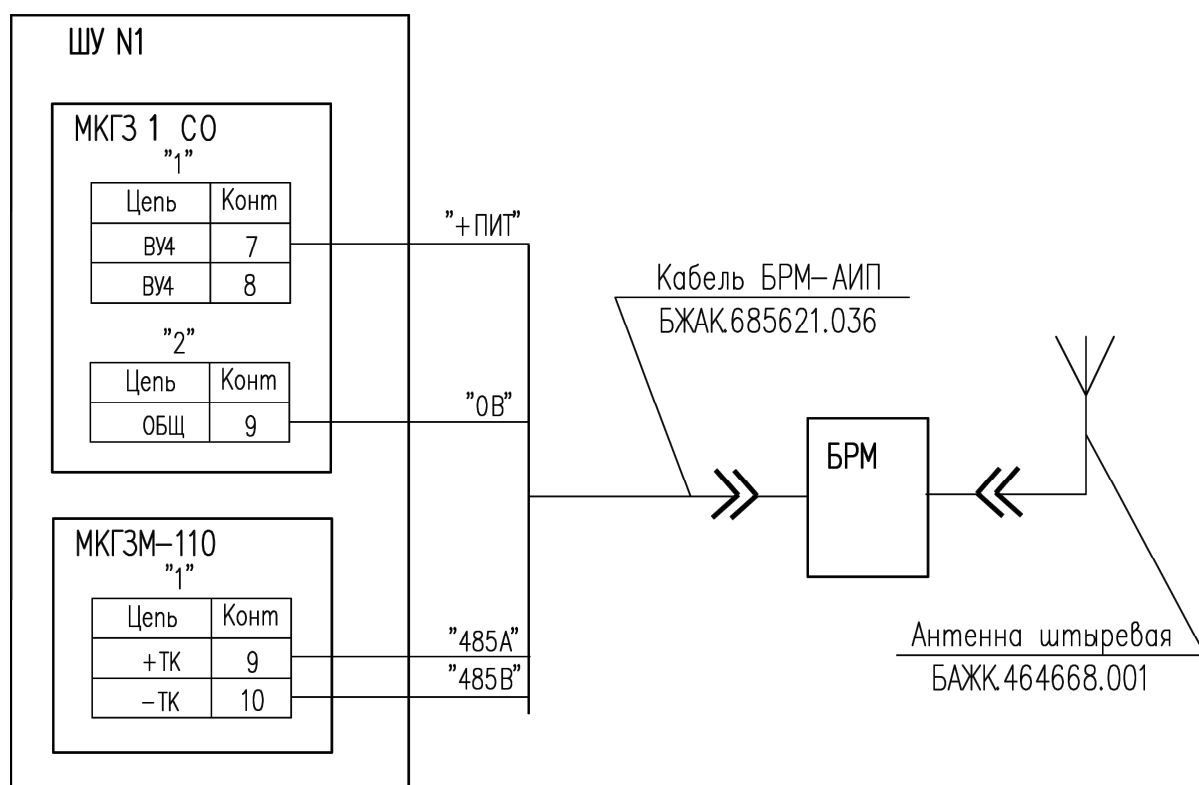 ШУ N1
МКГЗ 1 СО
"1"
Цепь Конт
ВУ4 7
ВУ4 8
"2"
Цепь Конт
ОБЩ 9
МКГЗМ-110
"1"
Цепь Конт
+ТК 9
-ТК 10
"+ПИТ"
"0В"
"485А"
"485В"
Кабель БРМ-АИП
БЖАК.685621.036
БРМ
Антенна штыревая
БАЖК.464668.001